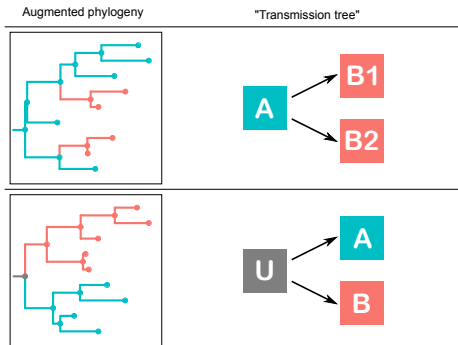 Augmented phylogeny
"Transmission tree"
A
B1
B2
U
A
B